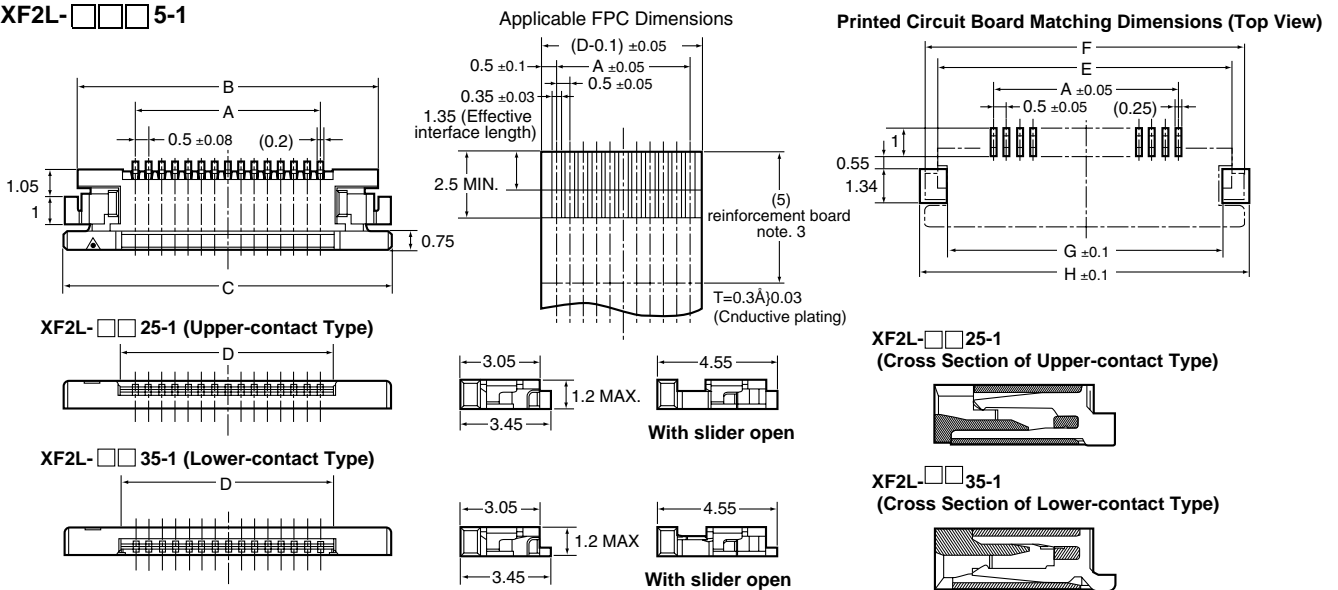 XF2L-□□□5-1
B
A
0.5 ±0.08
(0.2)
1.05
1
0.75
C
XF2L-□□25-1 (Upper-contact Type)
D
XF2L-□□35-1 (Lower-contact Type)
D
Applicable FPC Dimensions
(D-0.1) ±0.05
0.5 ±0.1
A ±0.05
0.5 ±0.05
0.35 ±0.03
1.35 (Effective
interface length)
2.5 MIN.
(5)
reinforcement board
note. 3
T=0.3Å}0.03
(Cnductive plating)
3.05
1.2 MAX.
3.45
4.55
With slider open
3.05
1.2 MAX
3.45
4.55
With slider open
Printed Circuit Board Matching Dimensions (Top View)
F
E
A ±0.05
0.5 ±0.05
(0.25)
1
0.55
1.34
G ±0.1
H ±0.1
XF2L-□□25-1
(Cross Section of Upper-contact Type)
XF2L-□□35-1
(Cross Section of Lower-contact Type)